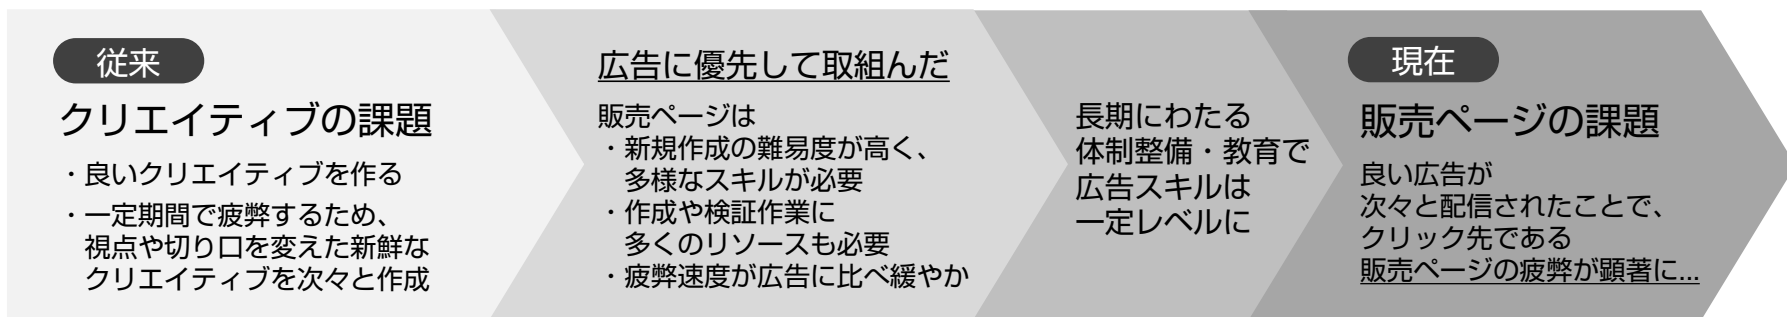 従来
クリエイティブの課題
・良いクリエイティブを作る
・一定期間で疲弊するため、
視点や切り口を変えた新鮮な
クリエイティブを次々と作成
広告に優先して取組んだ
販売ページは
・新規作成の難易度が高く、
多様なスキルが必要
・作成や検証作業に
多くのリソースも必要
・疲弊速度が広告に比べ緩やか
長期にわたる
体制整備・教育で
広告スキルは
一定レベルに
現在
販売ページの課題
良い広告が
次々と配信されたことで、
クリック先である
販売ページの疲弊が顕著に...